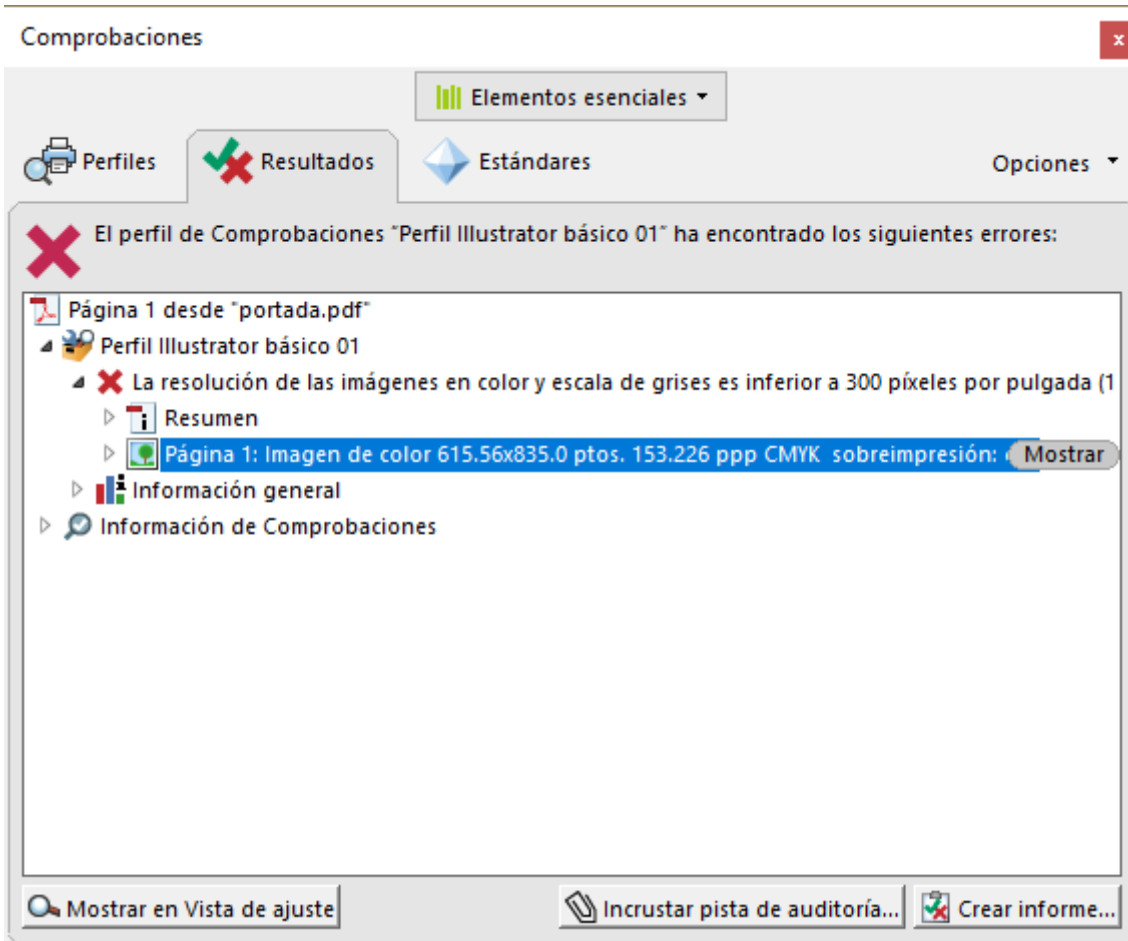 Comprobaciones
x
Elementos esenciales
Perfiles
Resultados
Estándares
Opciones
El perfil de Comprobaciones "Perfil Illustrator básico 01" ha encontrado los siguientes errores:
Página 1 desde "portada.pdf"
Perfil Illustrator básico 01
La resolución de las imágenes en color y escala de grises es inferior a 300 píxeles por pulgada (1
Resumen
Página 1: Imagen de color 615.56x835.0 ptos. 153.226 ppp CMYK sobreimpresión: Mostrar
Información general
Información de Comprobaciones
Mostrar en Vista de ajuste
Incrustar pista de auditoría...
Crear informe...